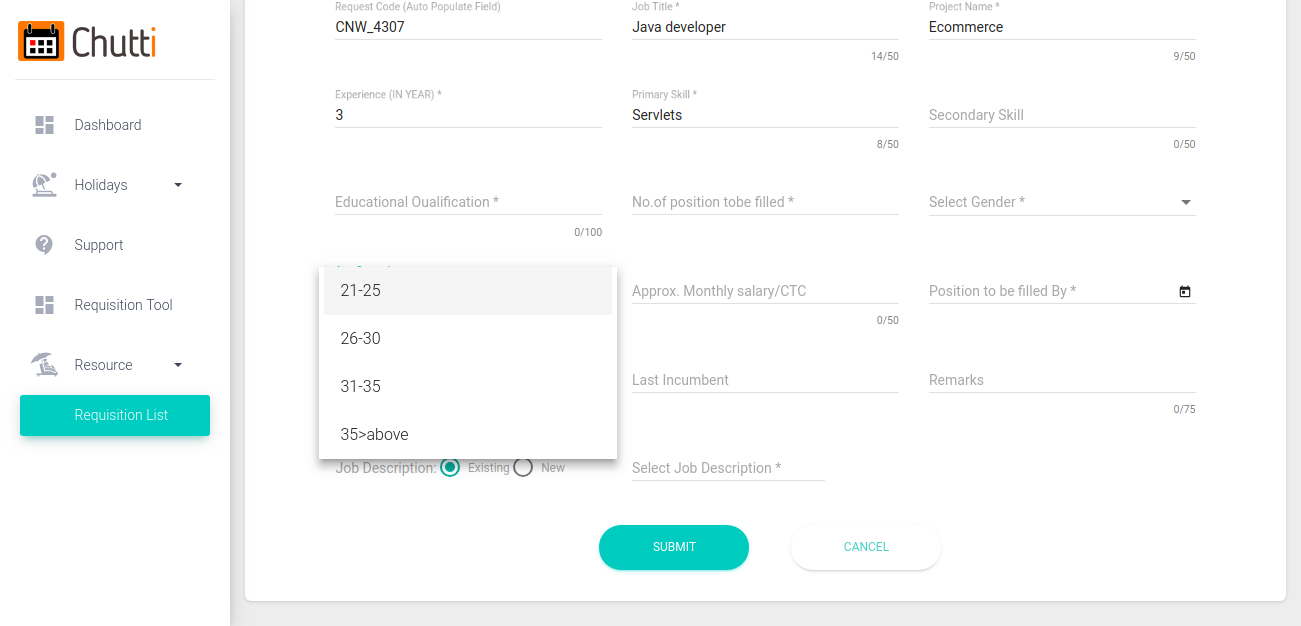 Chutti
Dashboard
Holidays
Support
Requisition Tool
Resource
Requisition List
Request Code (Auto Populate Field)
CNW_4307
Job Title *
Java developer
14/50
Project Name *
Ecommerce
9/50
Experience (IN YEAR) *
3
Primary Skill *
Servlets
8/50
Secondary Skill
0/50
Educational Oualification *
0/100
No.of position tobe filled *
Select Gender *
21-25
26-30
31-35
35>above
Approx. Monthly salary/CTC
0/50
Position to be filled By *
Last Incumbent
Remarks
0/75
Job Description: Existing New
Select Job Description *
SUBMIT
CANCEL